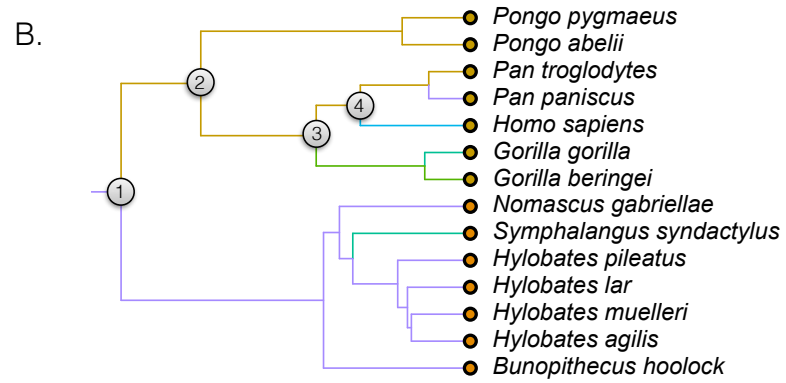 B.
Pongo pygmaeus
Pongo abelii
2
Pan troglodytes
Pan paniscus
4
Homo sapiens
3
Gorilla gorilla
Gorilla beringei
1
Nomascus gabriellae
Symphalangus syndactylus
Hylobates pileatus
Hylobates lar
Hylobates muelleri
Hylobates agilis
Bunopithecus hoolock